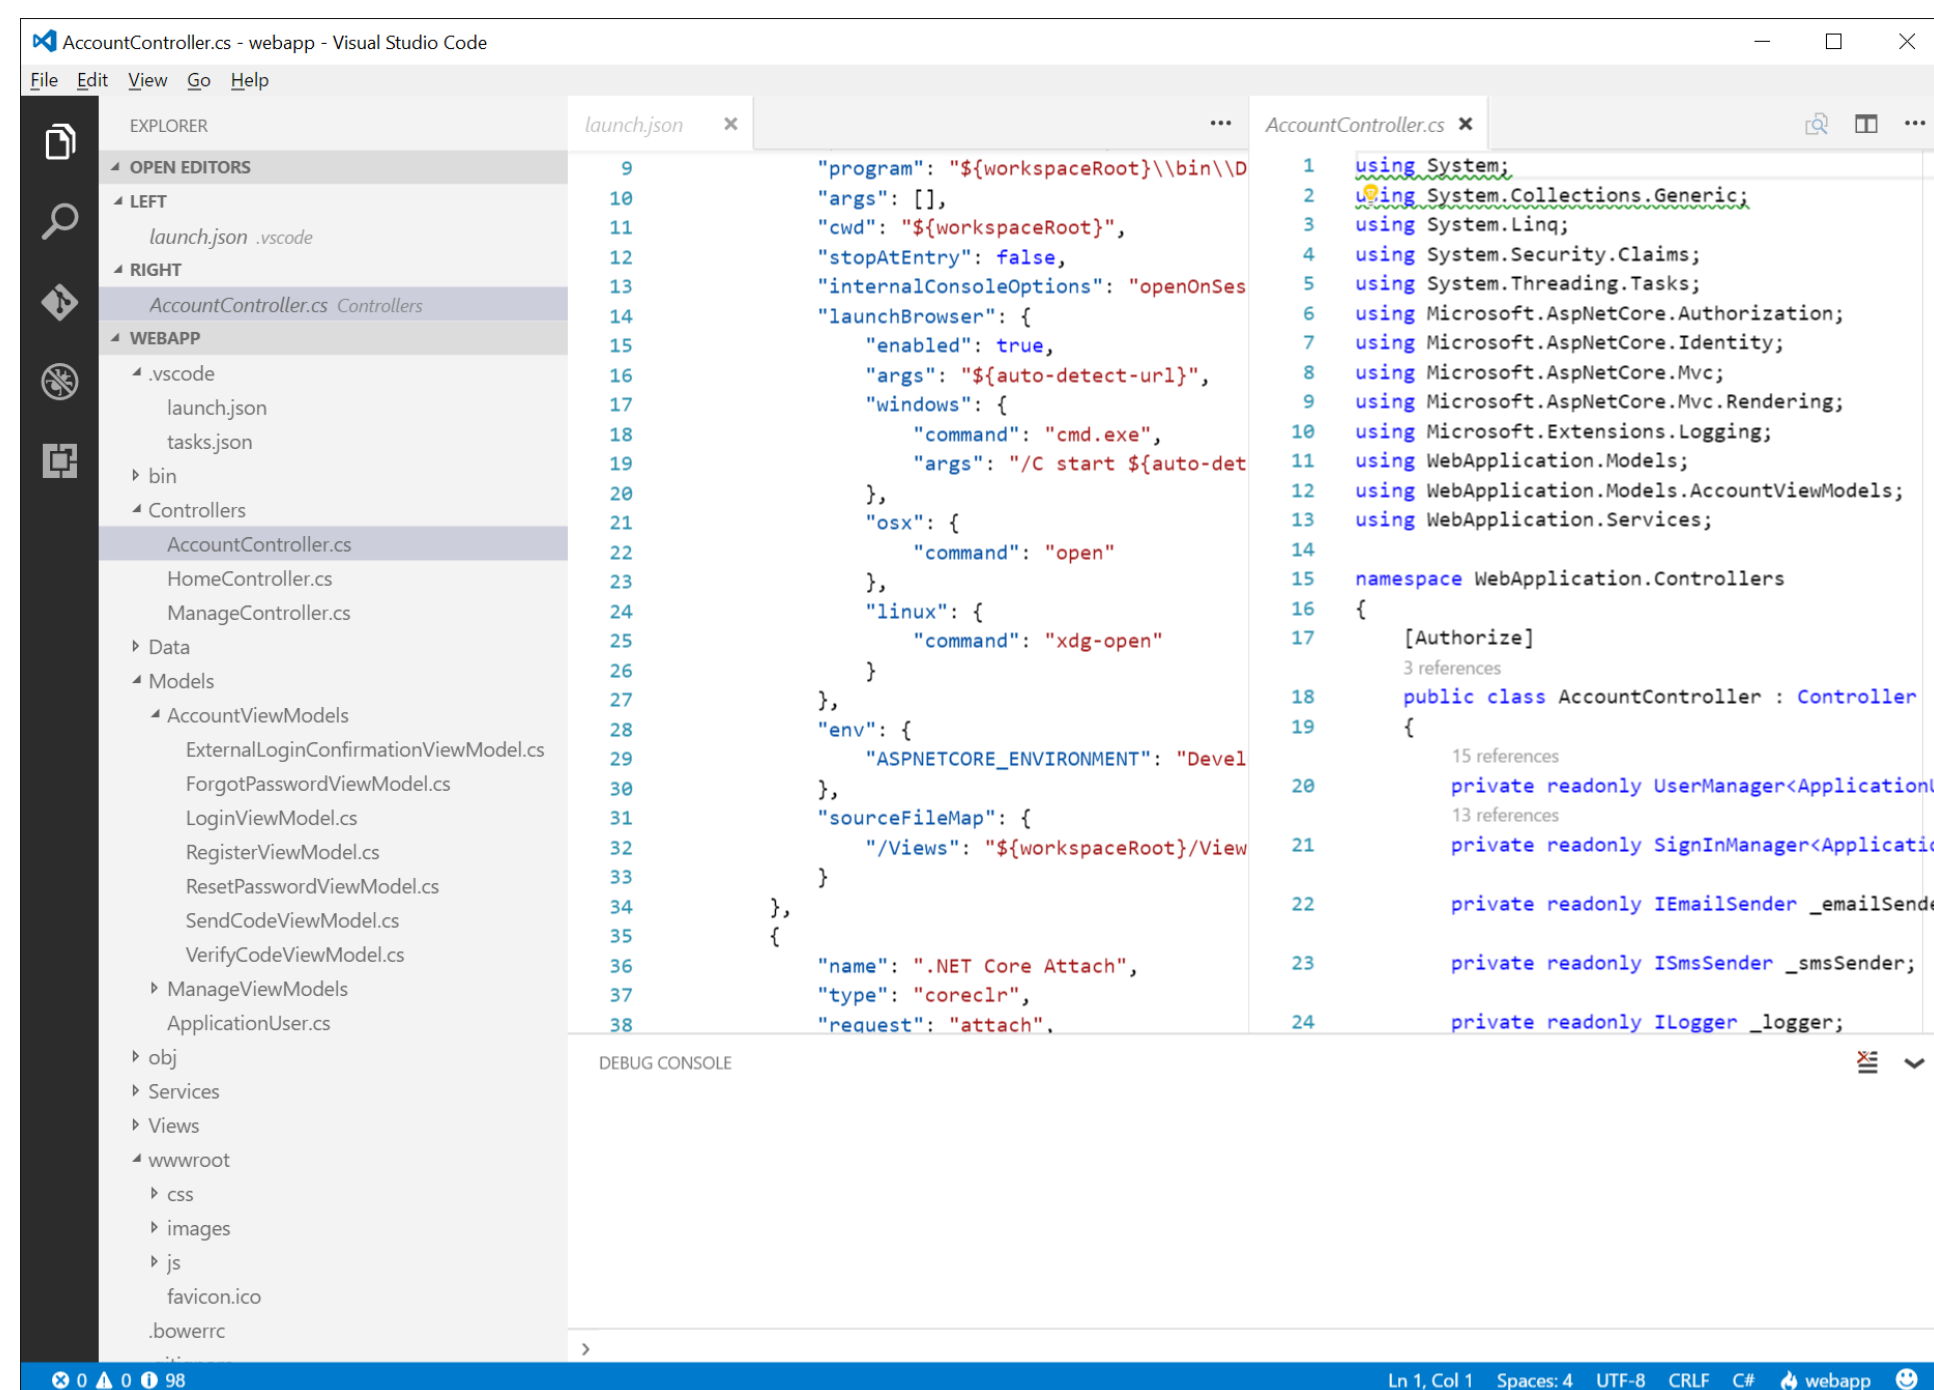 AccountController.cs - webapp - Visual Studio Code
File Edit View Go Help
EXPLORER
OPEN EDITORS
LEFT
launch.json .vscode
RIGHT
AccountController.cs Controllers
WEBAPP
.vscode
launch.json
tasks.json
bin
Controllers
AccountController.cs
HomeController.cs
ManageController.cs
Data
Models
AccountViewModels
ExternalLoginConfirmationViewModel.cs
ForgotPasswordViewModel.cs
LoginViewModel.cs
RegisterViewModel.cs
ResetPasswordViewModel.cs
SendCodeViewModel.cs
VerifyCodeViewModel.cs
ManageViewModels
ApplicationUser.cs
obj
Services
Views
wwwroot
css
images
js
favicon.ico
.bowerrc
launch.json
9 "program": "${workspaceRoot}\\bin\\D
10 "args": [],
11 "cwd": "${workspaceRoot}",
12 "stopAtEntry": false,
13 "internalConsoleOptions": "openOnSes
14 "launchBrowser": {
15 "enabled": true,
16 "args": "${auto-detect-url}",
17 "windows": {
18 "command": "cmd.exe",
19 "args": "/C start ${auto-det
20 },
21 "osx": {
22 "command": "open"
23 },
24 "linux": {
25 "command": "xdg-open"
26 }
27 },
28 "env": {
29 "ASPNETCORE_ENVIRONMENT": "Devel
30 },
31 "sourceFileMap": {
32 "/Views": "${workspaceRoot}/View
33 }
34 },
35 {
36 "name": ".NET Core Attach",
37 "type": "coreclr",
38 "request": "attach",
AccountController.cs
1 using System;
2 using System.Collections.Generic;
3 using System.Linq;
4 using System.Security.Claims;
5 using System.Threading.Tasks;
6 using Microsoft.AspNetCore.Authorization;
7 using Microsoft.AspNetCore.Identity;
8 using Microsoft.AspNetCore.Mvc;
9 using Microsoft.AspNetCore.Mvc.Rendering;
10 using Microsoft.Extensions.Logging;
11 using WebApplication.Models;
12 using WebApplication.Models.AccountViewModels;
13 using WebApplication.Services;
14
15 namespace WebApplication.Controllers
16 {
17 [Authorize]
3 references
18 public class AccountController : Controller
19 {
15 references
20 private readonly UserManager<ApplicationU
13 references
21 private readonly SignInManager<Applicatio
22 private readonly IEmailSender _emailSende
23 private readonly ISmsSender _smsSender;
24 private readonly ILogger _logger;
DEBUG CONSOLE
0 0 98
Ln 1, Col 1 Spaces: 4 UTF-8 CRLF C# webapp